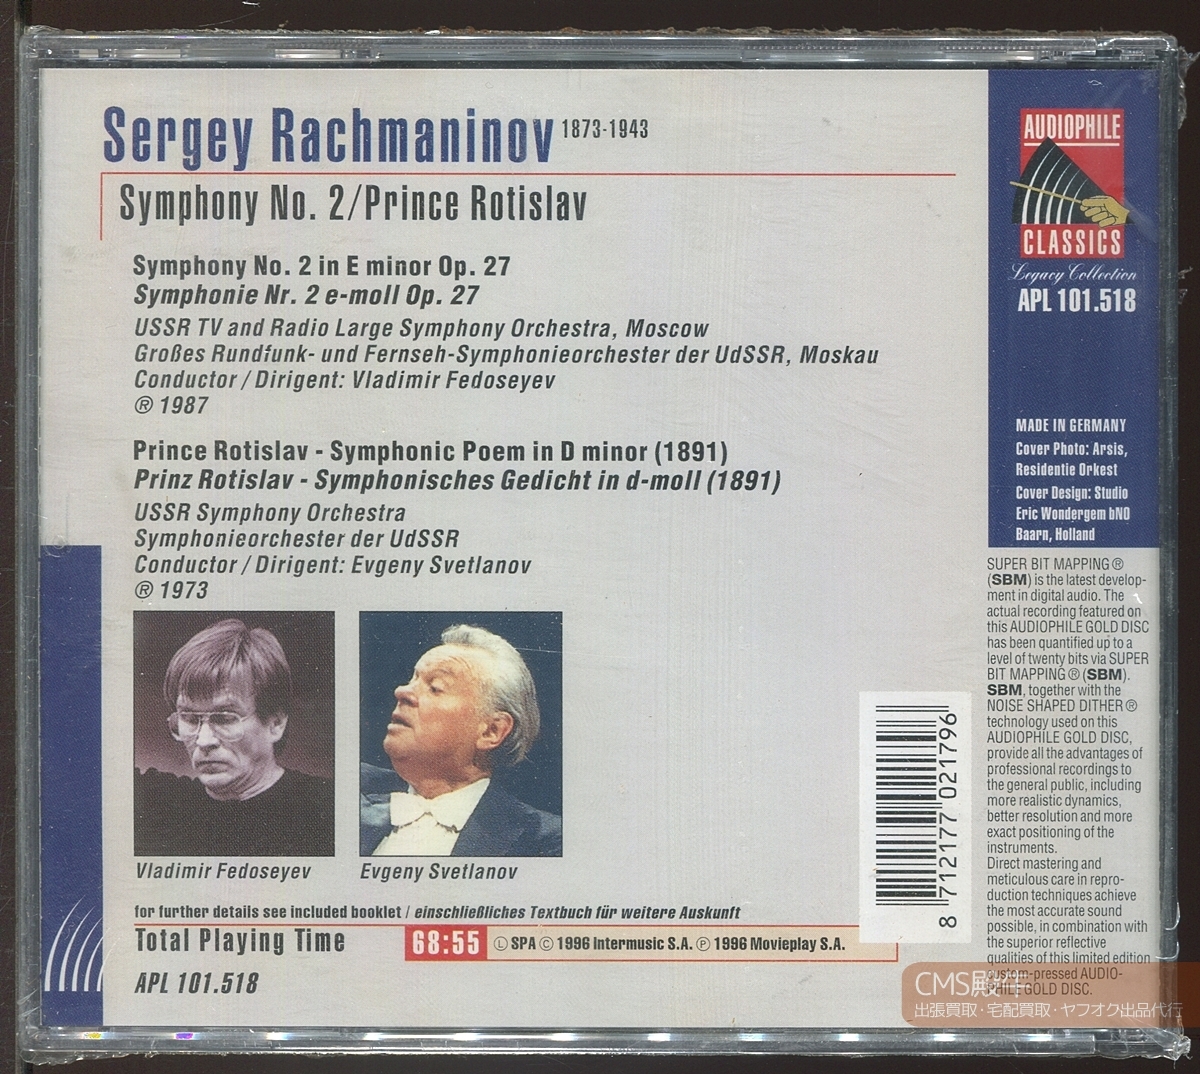 Sergey Rachmaninov 1873-1943
Symphony No. 2/Prince Rotislav
Symphony No. 2 in E minor Op. 27
Symphonie Nr. 2 e-moll Op. 27
USSR TV and Radio Large Symphony Orchestra, Moscow
Großes Rundfunk- und Fernseh-Symphonieorchester der UdSSR, Moskau
Conductor / Dirigent: Vladimir Fedoseyev
Ⓡ 1987
Prince Rotislav - Symphonic Poem in D minor (1891)
Prinz Rotislav - Symphonisches Gedicht in d-moll (1891)
USSR Symphony Orchestra
Symphonieorchester der UdSSR
Conductor / Dirigent: Evgeny Svetlanov
Ⓡ 1973
Vladimir Fedoseyev
Evgeny Svetlanov
for further details see included booklet / einschließliches Textbuch für weitere Auskunft
Total Playing Time 68:55 Ⓛ SPA Ⓒ 1996 Intermusic S.A. Ⓟ 1996 Movieplay S.A.
APL 101.518
AUDIOPHILE
CLASSICS
Legacy Collection
APL 101.518
MADE IN GERMANY
Cover Photo: Arsis,
Residentie Orkest
Cover Design: Studio
Eric Wondergem bNO
Baarn, Holland
SUPER BIT MAPPING ®
(SBM) is the latest develop-
ment in digital audio. The
actual recording featured on
this AUDIOPHILE GOLD DISC
has been quantified up to a
level of twenty bits via SUPER
BIT MAPPING ® (SBM).
SBM, together with the
NOISE SHAPED DITHER ®
technology used on this
AUDIOPHILE GOLD DISC,
provide all the advantages of
professional recordings to
the general public, including
more realistic dynamics,
better resolution and more
exact positioning of the
instruments.
Direct mastering and
meticulous care in repro-
duction techniques achieve
the most accurate sound
possible, in combination with
the superior reflective
qualities of this limited edition
custom-pressed AUDIO-
PHILE GOLD DISC.
8 712177 021796
CMS殿件
出張買取·宅配買取·ヤフオク出品代行